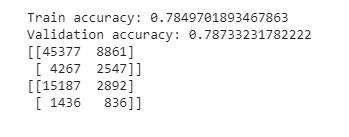 Train accuracy: 0.7849701893467863
Validation accuracy: 0.78733231782222
[[45377  8861]
 [ 4267  2547]]
[[15187  2892]
 [ 1436   836]]